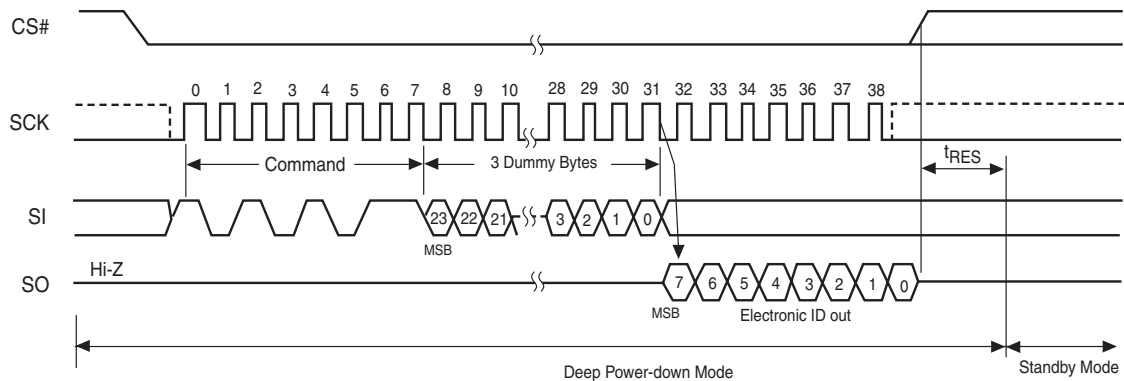 CS#
0 1 2 3 4 5 6 7 8 9 10 28 29 30 31 32 33 34 35 36 37 38
SCK
Command
3 Dummy Bytes
tRES
SI
23 22 21 3 2 1 0
MSB
Hi-Z
SO
7 6 5 4 3 2 1 0
MSB
Electronic ID out
Deep Power-down Mode
Standby Mode